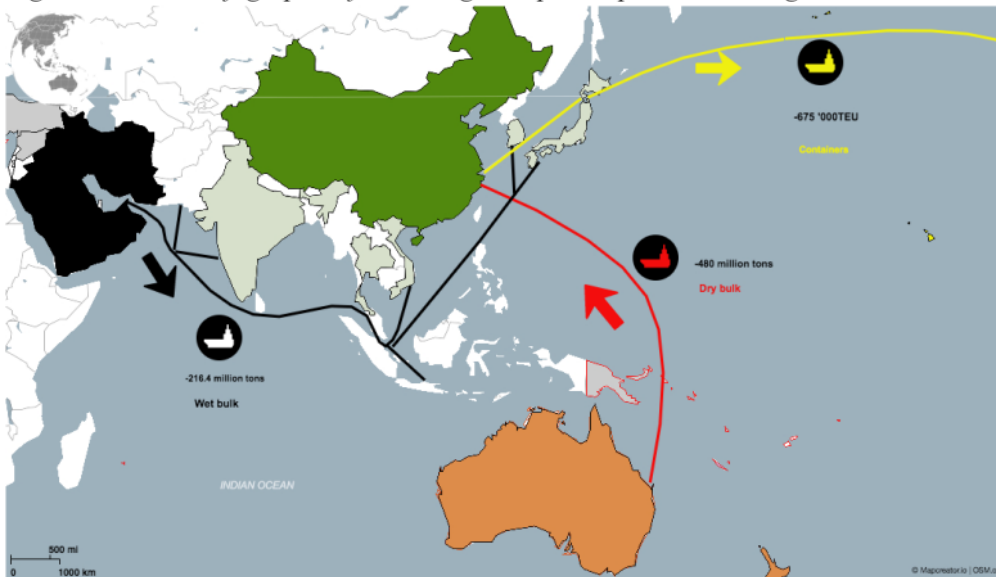 -675 '000TEU
Containers
-480 million tons
Dry bulk
-216.4 million tons
Wet bulk
INDIAN OCEAN
500 mi
0 1000 km
© Mapcreator.io | OSM.o